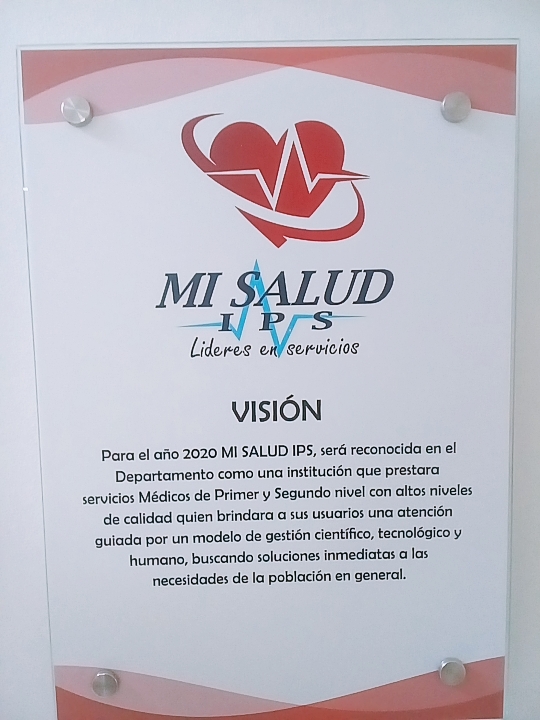 MI SALUD
IPS
Lideres en servicios
VISIÓN
Para el año 2020 MI SALUD IPS, será reconocida en el
Departamento como una institución que prestara
servicios Médicos de Primer y Segundo nivel con altos niveles
de calidad quien brindara a sus usuarios una atención
guiada por un modelo de gestión científico, tecnológico y
humano, buscando soluciones inmediatas a las
necesidades de la población en general.